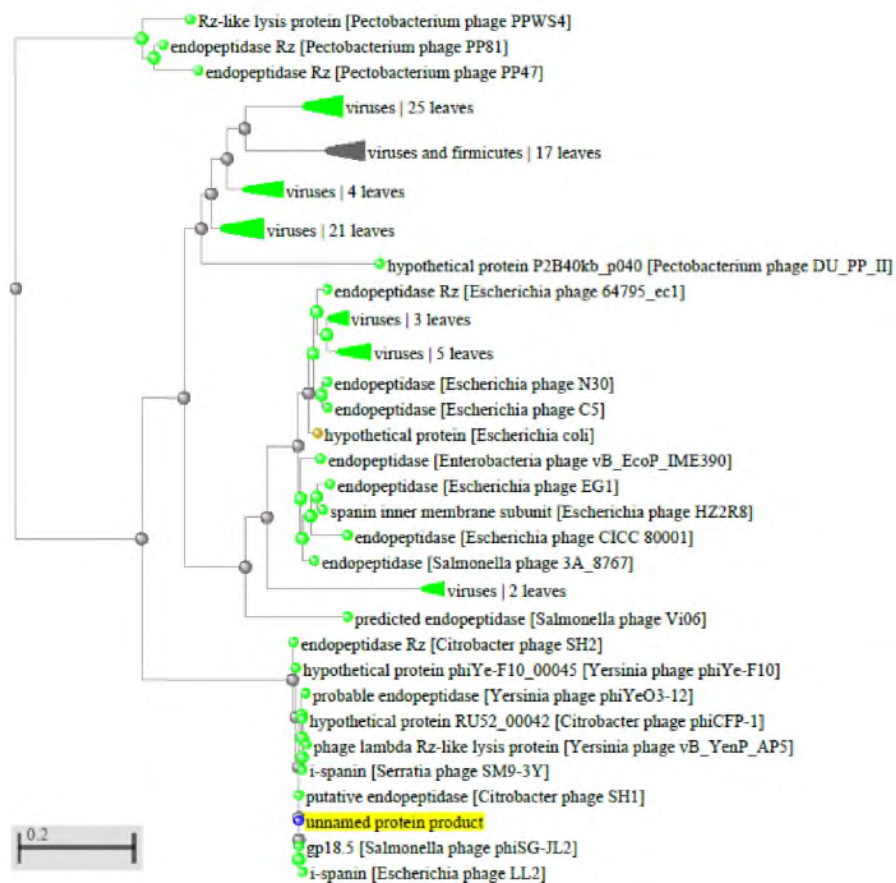 Rz-like lysis protein [Pectobacterium phage PPWS4]
endopeptidase Rz [Pectobacterium phage PP81]
endopeptidase Rz [Pectobacterium phage PP47]
viruses | 25 leaves
viruses and firmicutes | 17 leaves
viruses | 4 leaves
viruses | 21 leaves
hypothetical protein P2B40kb_p040 [Pectobacterium phage DU_PP_II]
endopeptidase Rz [Escherichia phage 64795_ec1]
viruses | 3 leaves
viruses | 5 leaves
endopeptidase [Escherichia phage N30]
endopeptidase [Escherichia phage C5]
hypothetical protein [Escherichia coli]
endopeptidase [Enterobacteria phage vB_EcoP_IME390]
endopeptidase [Escherichia phage EG1]
spanin inner membrane subunit [Escherichia phage HZ2R8]
endopeptidase [Escherichia phage CICC 80001]
endopeptidase [Salmonella phage 3A_8767]
viruses | 2 leaves
predicted endopeptidase [Salmonella phage Vi06]
endopeptidase Rz [Citrobacter phage SH2]
hypothetical protein phiYe-F10_00045 [Yersinia phage phiYe-F10]
probable endopeptidase [Yersinia phage phiYeO3-12]
hypothetical protein RU52_00042 [Citrobacter phage phiCFP-1]
phage lambda Rz-like lysis protein [Yersinia phage vB_YenP_AP5]
i-spanin [Serratia phage SM9-3Y]
putative endopeptidase [Citrobacter phage SH1]
unnamed protein product
gp18.5 [Salmonella phage phiSG-JL2]
i-spanin [Escherichia phage LL2]
0.2